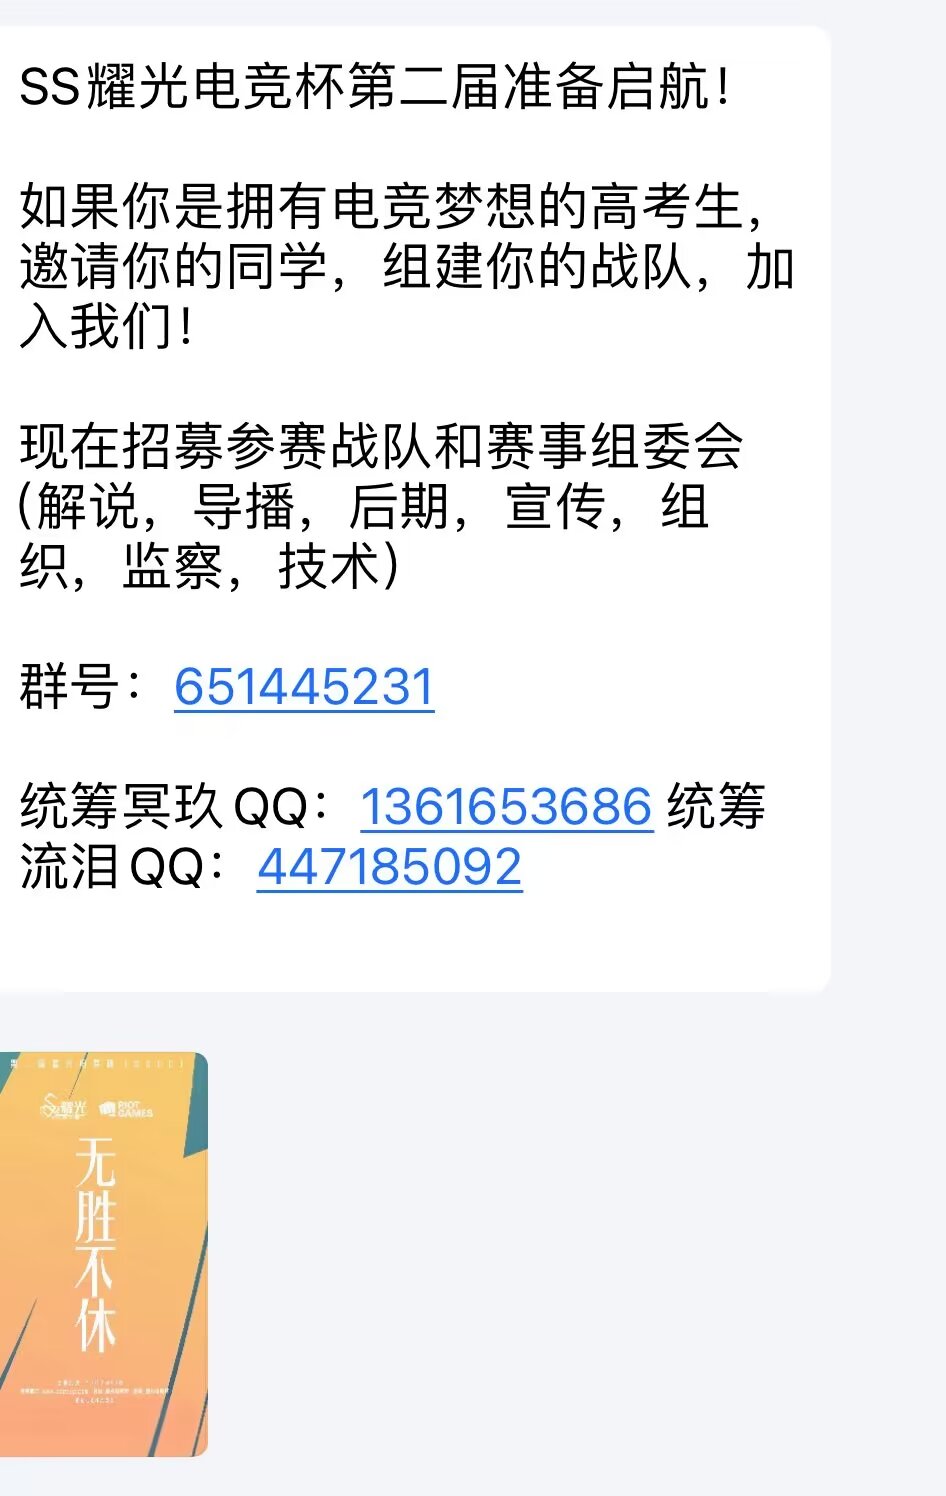 SS耀光电竞杯第二届准备启航！
如果你是拥有电竞梦想的高考生，
邀请你的同学，组建你的战队，加
入我们！
现在招募参赛战队和赛事组委会
(解说，导播，后期，宣传，组
织，监察，技术)
群号：651445231
统筹冥玖QQ：1361653686 统筹
流泪QQ：447185092
耀光 RIOT GAMES
无胜不休